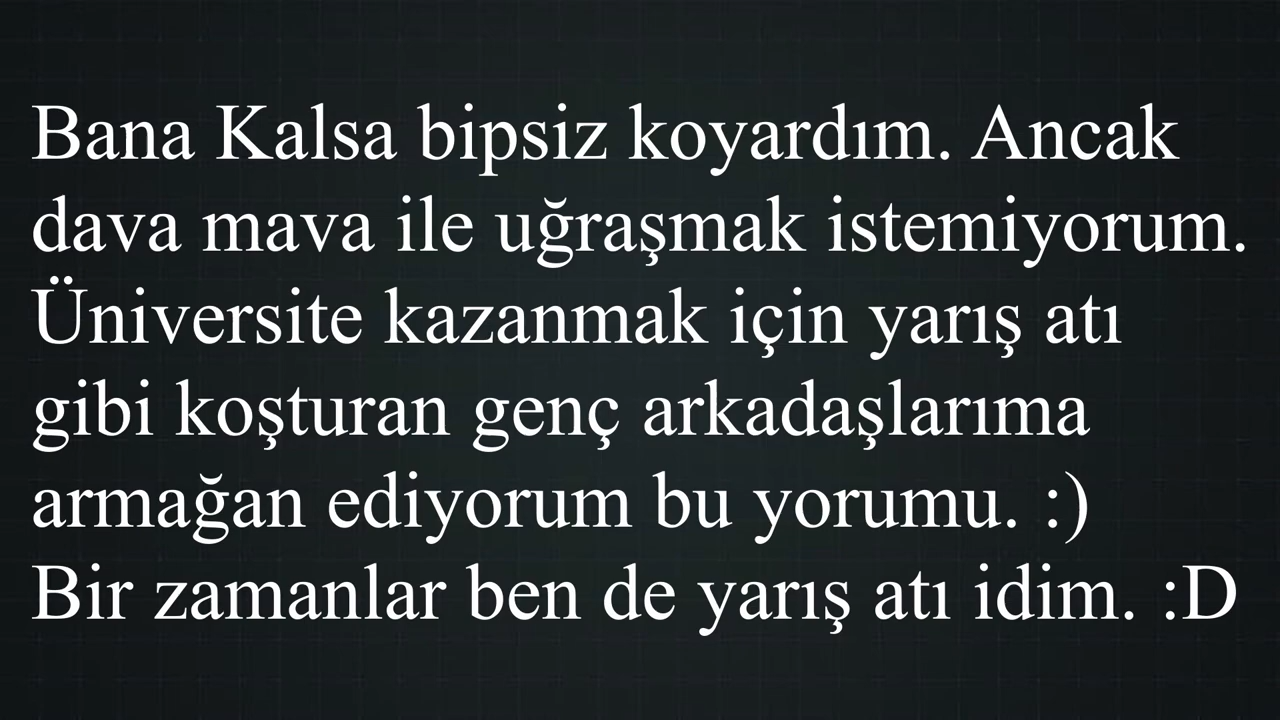 Bana Kalsa bipsiz koyardım. Ancak
dava mava ile uğraşmak istemiyorum.
Üniversite kazanmak için yarış atı
gibi koşturan genç arkadaşlarıma
armağan ediyorum bu yorumu. :)
Bir zamanlar ben de yarış atı idim. :D